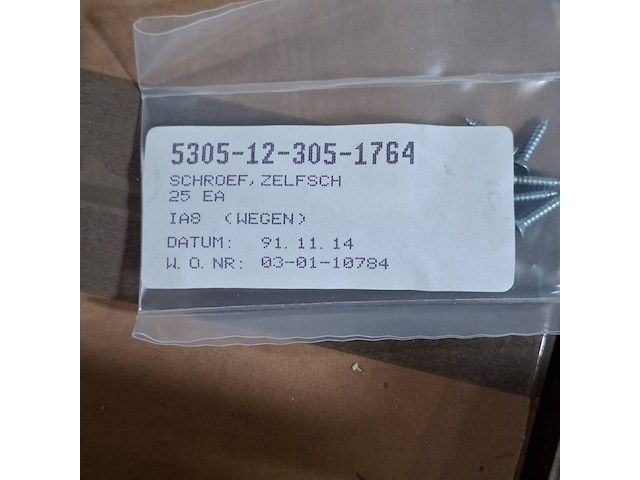 5305-12-305-1764
SCHROEF, ZELFSCH
25 EA
IA8 (WEGEN)
DATUM: 91.11.14
W.O.NR: 03-01-10784